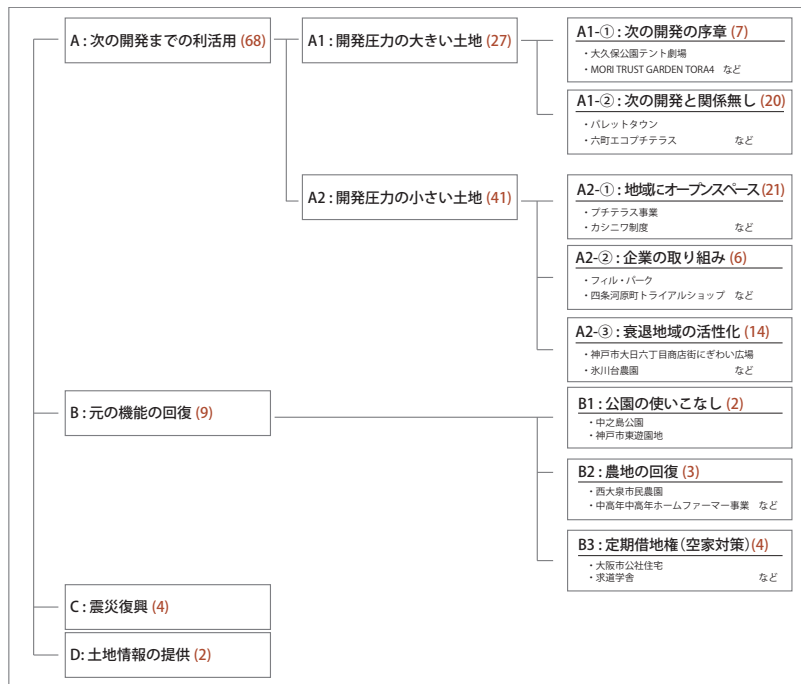 A : 次の開発までの利活用 (68)
A1 : 開発圧力の大きい土地 (27)
A1-① : 次の開発の序章 (7)
・大久保公園テント劇場
・MORI TRUST GARDEN TORA4 など
A1-② : 次の開発と関係無し (20)
・パレットタウン
・六町エコプチテラス など
A2 : 開発圧力の小さい土地 (41)
A2-① : 地域にオープンスペース (21)
・プチテラス事業
・カシニワ制度 など
A2-② : 企業の取り組み (6)
・フィル・パーク
・四条河原町トライアルショップ など
A2-③ : 衰退地域の活性化 (14)
・神戸市大日六丁目商店街にぎわい広場
・氷川台農園 など
B : 元の機能の回復 (9)
B1 : 公園の使いこなし (2)
・中之島公園
・神戸市東遊園地
B2 : 農地の回復 (3)
・西大泉市民農園
・中高年中高年ホームファーマー事業 など
B3 : 定期借地権(空家対策) (4)
・大阪市公社住宅
・求道学舎 など
C : 震災復興 (4)
D: 土地情報の提供 (2)